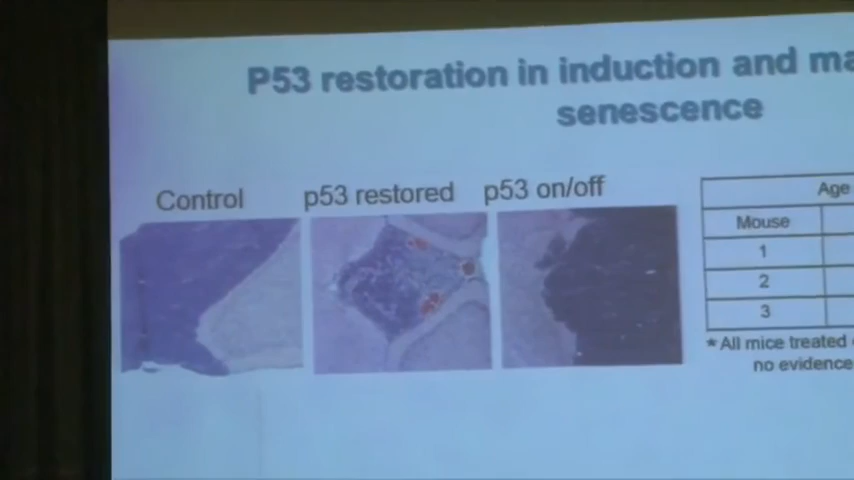 P53 restoration in induction and ma
senescence
Control
p53 restored
p53 on/off
Age
Mouse
1
2
3
*All mice treated
no evidence